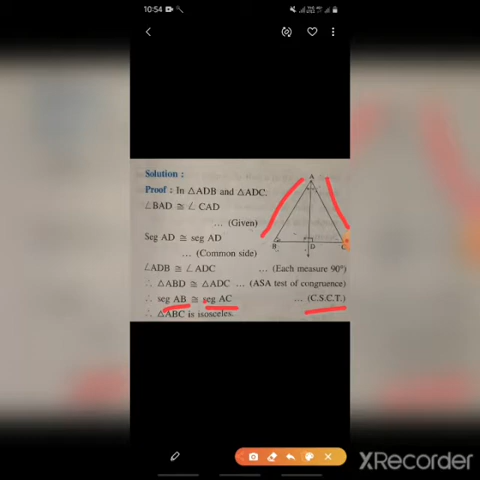 10:54
Solution :
Proof : In △ADB and △ADC.
∠BAD ≅ ∠ CAD
... (Given)
Seg AD ≅ seg AD
... (Common side)
∠ADB ≅ ∠ADC ... (Each measure 90°)
∴ △ABD ≅ △ADC ... (ASA test of congruence)
∴ seg AB ≅ seg AC ... (C.S.C.T.)
∴ △ABC is isosceles.
A
B D C
XRecorder